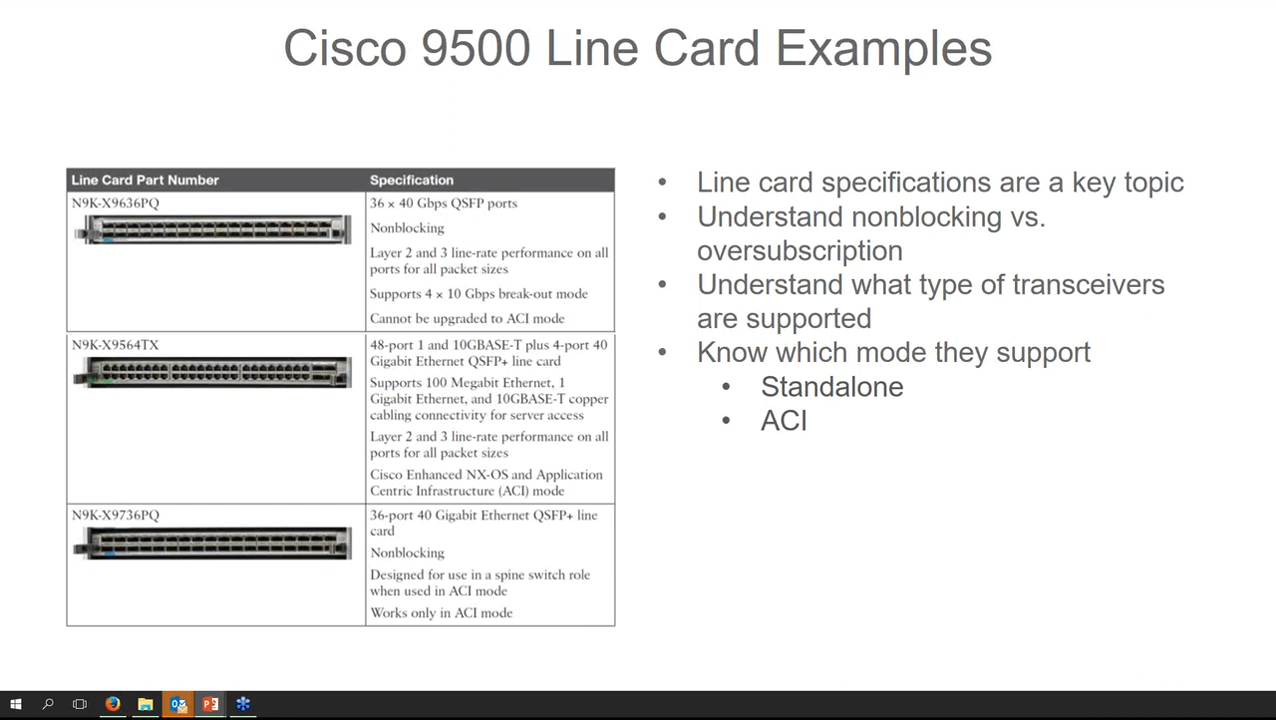 Cisco 9500 Line Card Examples
Line Card Part Number
Specification
N9K-X9636PQ
36 × 40 Gbps QSFP ports
Nonblocking
Layer 2 and 3 line-rate performance on all
ports for all packet sizes
Supports 4 × 10 Gbps break-out mode
Cannot be upgraded to ACI mode
N9K-X9564TX
48-port 1 and 10GBASE-T plus 4-port 40
Gigabit Ethernet QSFP+ line card
Supports 100 Megabit Ethernet, 1
Gigabit Ethernet, and 10GBASE-T copper
cabling connectivity for server access
Layer 2 and 3 line-rate performance on all
ports for all packet sizes
Cisco Enhanced NX-OS and Application
Centric Infrastructure (ACI) mode
N9K-X9736PQ
36-port 40 Gigabit Ethernet QSFP+ line
card
Nonblocking
Designed for use in a spine switch role
when used in ACI mode
Works only in ACI mode
• Line card specifications are a key topic
• Understand nonblocking vs.
oversubscription
• Understand what type of transceivers
are supported
• Know which mode they support
• Standalone
• ACI